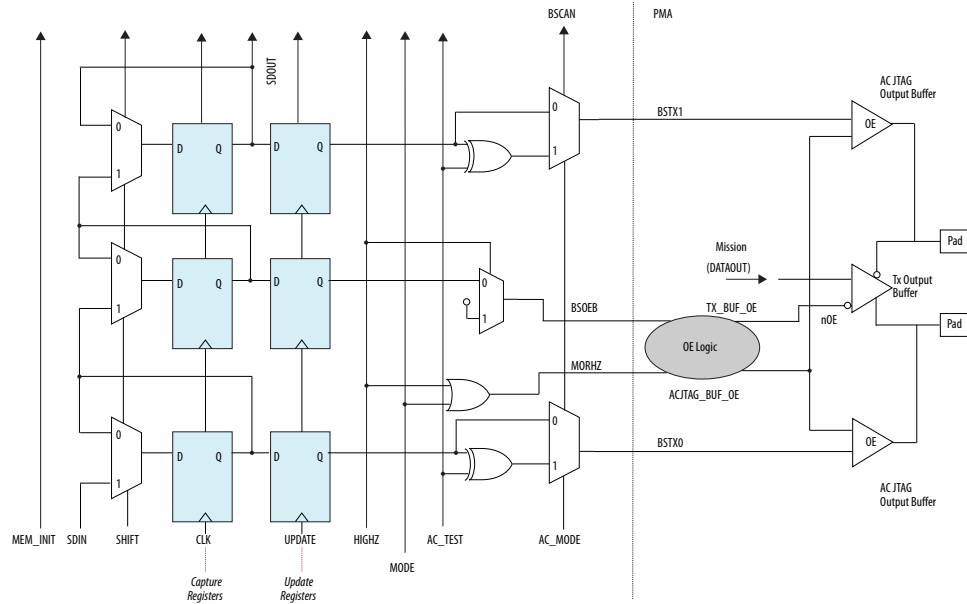 BSCAN
PMA
SDOUT
AC JTAG
Output Buffer
0
0
BSTX1
OE
D
Q
D
Q
1
1
Mission
(DATAOUT)
Pad
0
0
D
Q
D
Q
Tx Output
Buffer
BSOEB
TX_BUF_OE
1
1
nOE
Pad
OE Logic
MORHZ
ACJTAG_BUF_OE
0
0
BSTX0
OE
D
Q
D
Q
1
1
AC JTAG
Output Buffer
MEM_INIT
SDIN
SHIFT
CLK
UPDATE
HIGHZ
AC_TEST
AC_MODE
MODE
Capture
Registers
Update
Registers